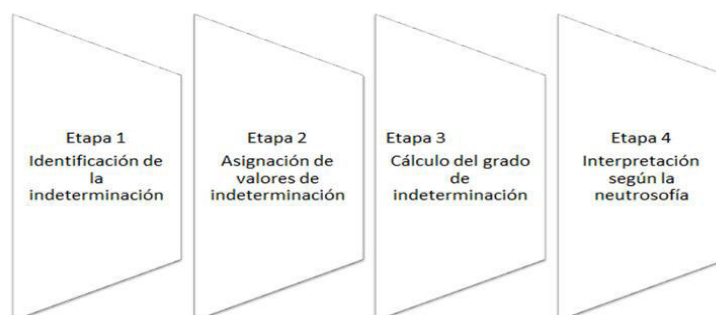 Etapa 1
Identificación de
la
indeterminación
Etapa 2
Asignación de
valores de
indeterminación
Etapa 3
Cálculo del grado
de
indeterminación
Etapa 4
Interpretación
según la
neutrosofía